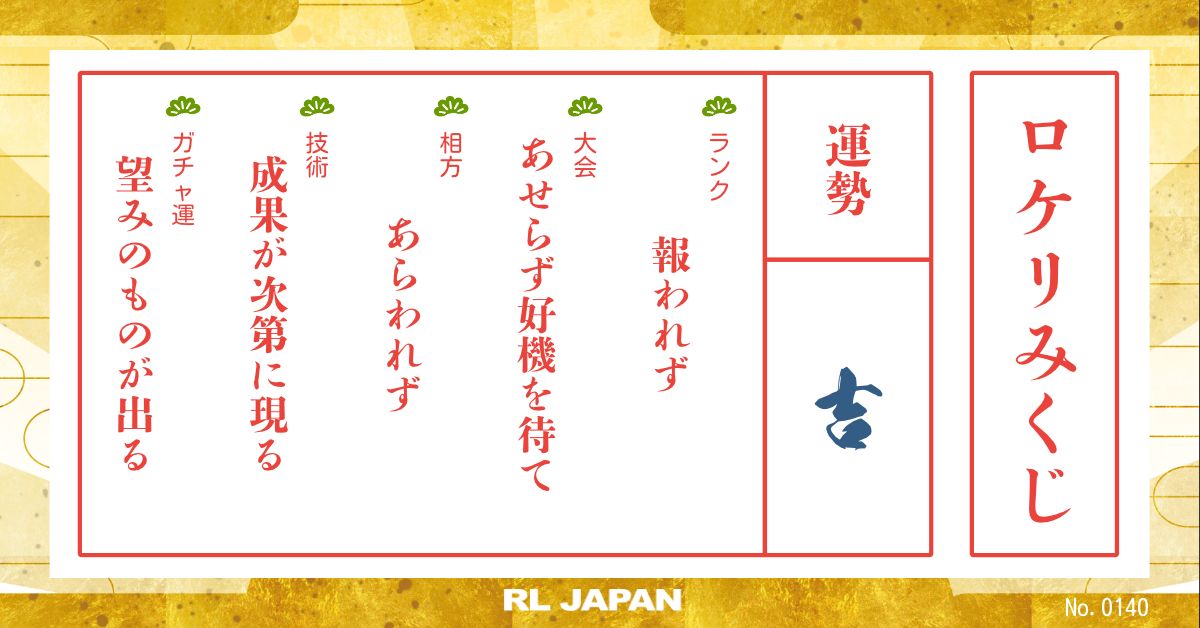 ロケリみくじ
運勢
吉
ランク
報われず
大会
あせらず好機を待て
相方
あらわれず
技術
成果が次第に現る
ガチャ運
望みのものが出る
RL JAPAN
No. 0140